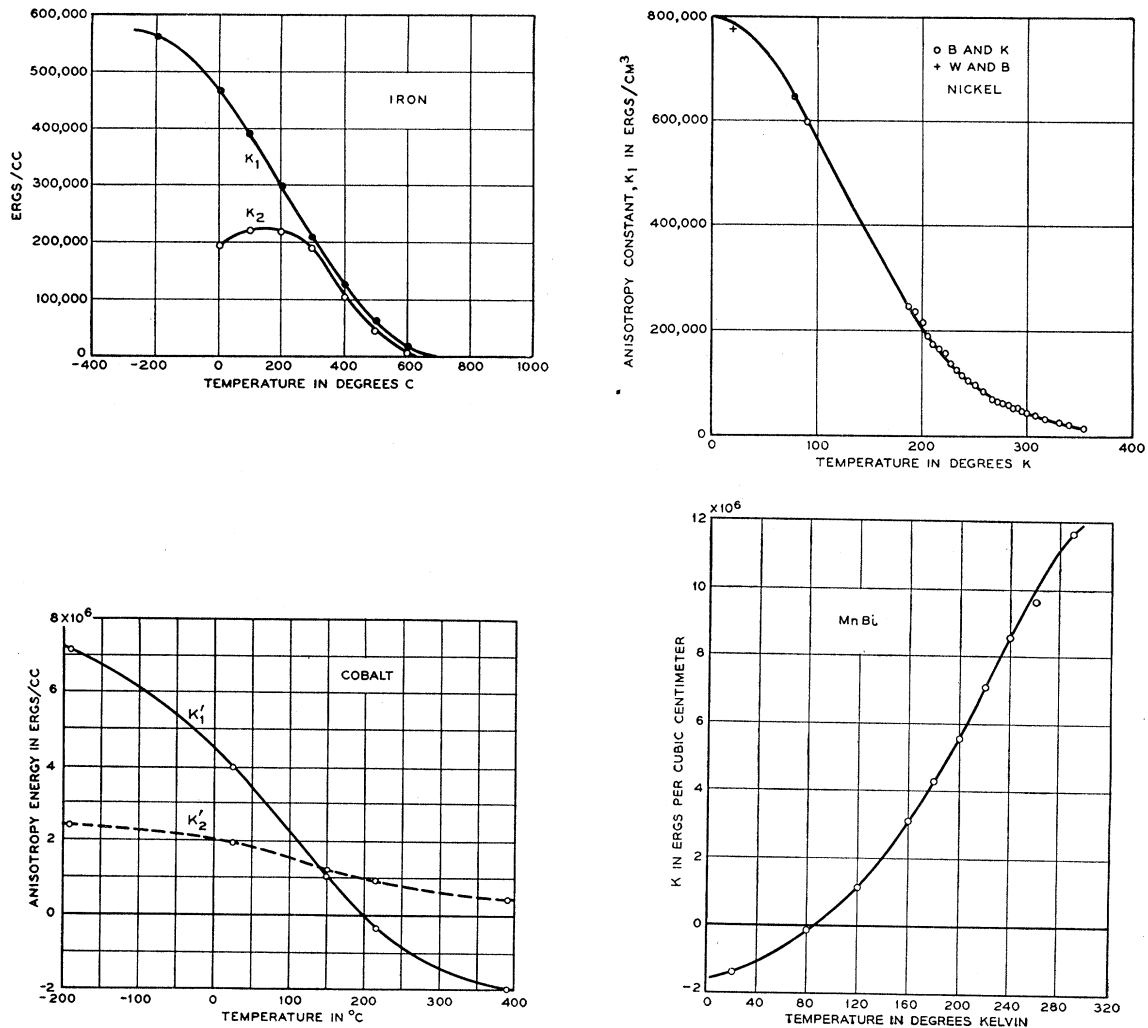 600,000
500,000
400,000
300,000
200,000
100,000
0
ERGS/CC
IRON
K1
K2
-400 -200 0 200 400 600 800 1000
TEMPERATURE IN DEGREES C
800,000
600,000
400,000
200,000
0
ANISOTROPY CONSTANT, K1 IN ERGS/CM3
O B AND K
+ W AND B
NICKEL
0 100 200 300 400
TEMPERATURE IN DEGREES K
8×10^6
6
4
2
0
-2
ANISOTROPY ENERGY IN ERGS/CC
COBALT
K'1
K'2
-200 -100 0 100 200 300 400
TEMPERATURE IN °C
×10^6
12
10
8
6
4
2
0
-2
K IN ERGS PER CUBIC CENTIMETER
MnBi
0 40 80 120 160 200 240 280 320
TEMPERATURE IN DEGREES KELVIN